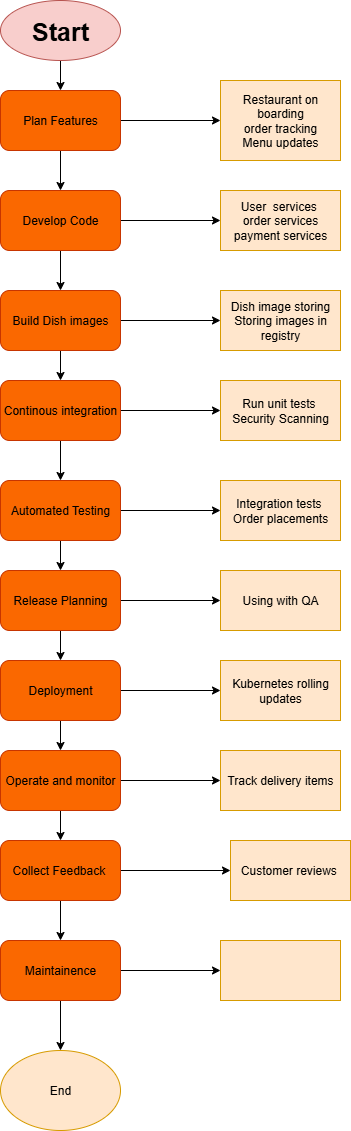 Start
Plan Features
Restaurant on
boarding
order tracking
Menu updates
Develop Code
User  services
order services
payment services
Build Dish images
Dish image storing
Storing images in
registry
Continous integration
Run unit tests
Security Scanning
Automated Testing
Integration tests
Order placements
Release Planning
Using with QA
Deployment
Kubernetes rolling
updates
Operate and monitor
Track delivery items
Collect Feedback
Customer reviews
Maintainence
End